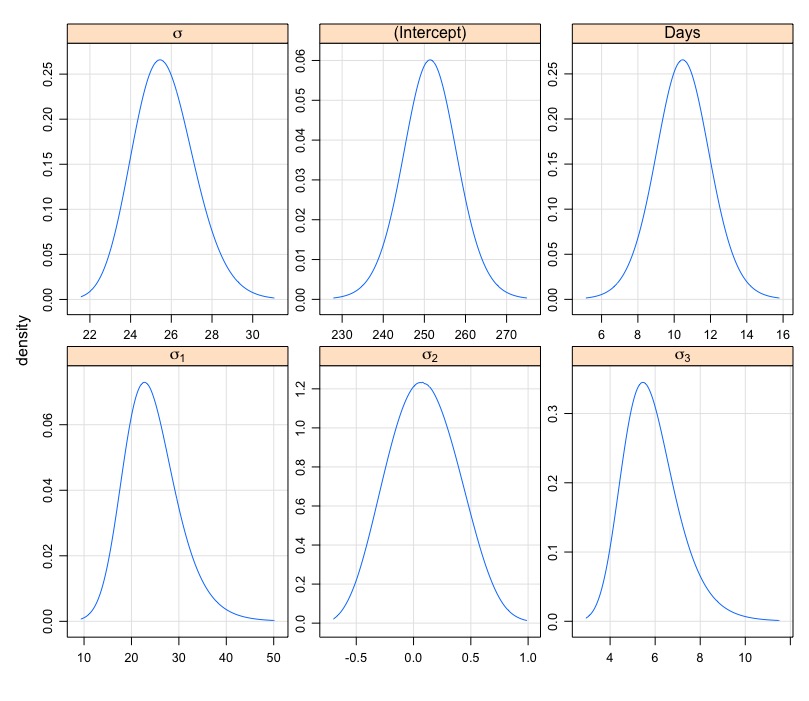 σ
(Intercept)
Days
0.00 0.05 0.10 0.15 0.20 0.25
0.00 0.01 0.02 0.03 0.04 0.05 0.06
0.00 0.05 0.10 0.15 0.20 0.25
22 24 26 28 30
230 240 250 260 270
6 8 10 12 14 16
density
σ1
σ2
σ3
0.00 0.02 0.04 0.06
0.0 0.2 0.4 0.6 0.8 1.0 1.2
0.0 0.1 0.2 0.3
10 20 30 40 50
-0.5 0.0 0.5 1.0
4 6 8 10